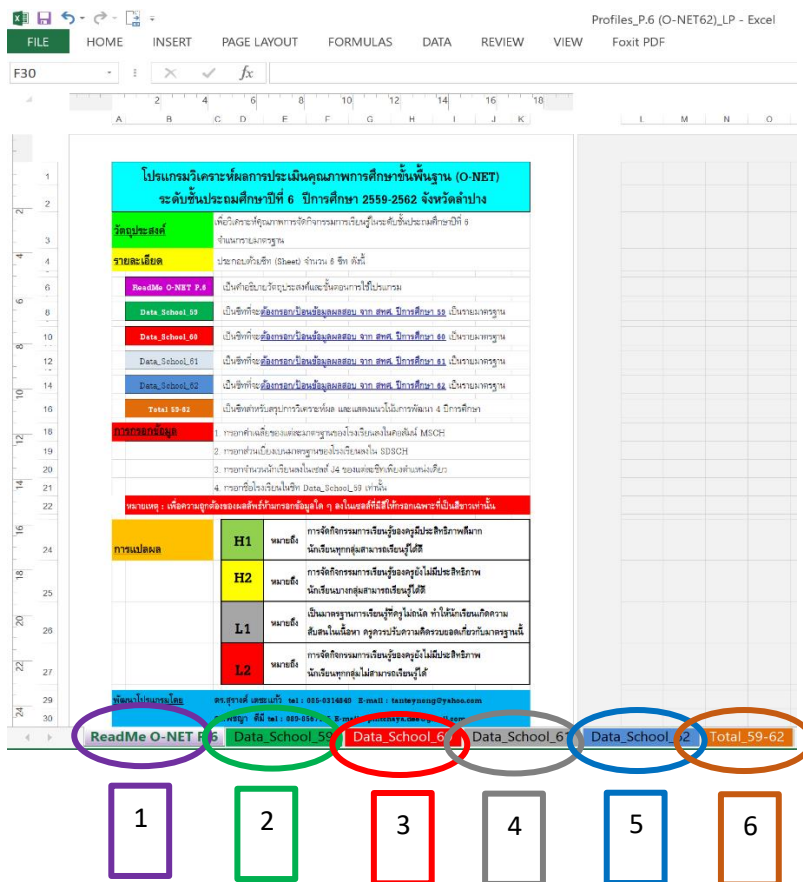 Profiles_P.6 (O-NET62)_LP - Excel
FILE HOME INSERT PAGE LAYOUT FORMULAS DATA REVIEW VIEW Foxit PDF
F30 fx
2 4 6 8 10 12 14 16 18
A B C D E F G H I J K L M N O
1 โปรแกรมวิเคราะห์ผลการประเมินคุณภาพการศึกษาขั้นพื้นฐาน (O-NET)
2 ระดับชั้นประถมศึกษาปีที่ 6 ปีการศึกษา 2559-2562 จังหวัดลำปาง
วัตถุประสงค์ เพื่อวิเคราะห์คุณภาพการจัดกิจกรรมการเรียนรู้ในระดับชั้นประถมศึกษาปีที่ 6
3 จำแนกรายมาตรฐาน
4 รายละเอียด ประกอบด้วยชีท (Sheet) จำนวน 6 ชีท ดังนี้
6 ReadMe O-NET P.6 เป็นคำอธิบายวัตถุประสงค์และขั้นตอนการใช้โปรแกรม
8 Data_School_59 เป็นชีทที่จะต้องกรอก/ป้อนข้อมูลผลสอบ จาก สทศ. ปีการศึกษา 59 เป็นรายมาตรฐาน
10 Data_School_60 เป็นชีทที่จะต้องกรอก/ป้อนข้อมูลผลสอบ จาก สทศ. ปีการศึกษา 60 เป็นรายมาตรฐาน
12 Data_School_61 เป็นชีทที่จะต้องกรอก/ป้อนข้อมูลผลสอบ จาก สทศ. ปีการศึกษา 61 เป็นรายมาตรฐาน
14 Data_School_62 เป็นชีทที่จะต้องกรอก/ป้อนข้อมูลผลสอบ จาก สทศ. ปีการศึกษา 62 เป็นรายมาตรฐาน
16 Total 59-62 เป็นชีทสำหรับสรุปการวิเคราะห์ผล และแสดงแนวโน้มการพัฒนา 4 ปีการศึกษา
18 การกรอกข้อมูล 1. กรอกค่าเฉลี่ยของแต่ละมาตรฐานของโรงเรียนลงในคอลัมน์ MSCH
19 2. กรอกส่วนเบี่ยงเบนมาตรฐานของโรงเรียนลงใน SDSCH
20 3. กรอกจำนวนนักเรียนลงในเซลล์ J4 ของแต่ละชีทเพียงตำแหน่งเดียว
21 4. กรอกชื่อโรงเรียนในชีท Data_School_59 เท่านั้น
22 หมายเหตุ : เพื่อความถูกต้องของผลลัพธ์ห้ามกรอกข้อมูลใด ๆ ลงในเซลล์ที่มีสีให้กรอกเฉพาะที่เป็นสีขาวเท่านั้น
การจัดกิจกรรมการเรียนรู้ของครูมีประสิทธิภาพดีมาก
24 การแปลผล H1 หมายถึง นักเรียนทุกกลุ่มสามารถเรียนรู้ได้ดี
การจัดกิจกรรมการเรียนรู้ของครูยังไม่มีประสิทธิภาพ
25 H2 หมายถึง นักเรียนบางกลุ่มสามารถเรียนรู้ได้ดี
เป็นมาตรฐานการเรียนรู้ที่ครูไม่ถนัด ทำให้นักเรียนเกิดความ
26 L1 หมายถึง สับสนในเนื้อหา ครูควรปรับความคิดรวบยอดเกี่ยวกับมาตรฐานนี้
การจัดกิจกรรมการเรียนรู้ของครูยังไม่มีประสิทธิภาพ
27 L2 หมายถึง นักเรียนทุกกลุ่มไม่สามารถเรียนรู้ได้
29 พัฒนาโปรแกรมโดย ดร.สุรางค์ เตชะแก้ว tel : E-mail :
30 ดีมี tel : E-mail
ReadMe O-NET P.6 Data_School_59 Data_School_60 Data_School_61 Data_School_62 Total_59-62
1 2 3 4 5 6